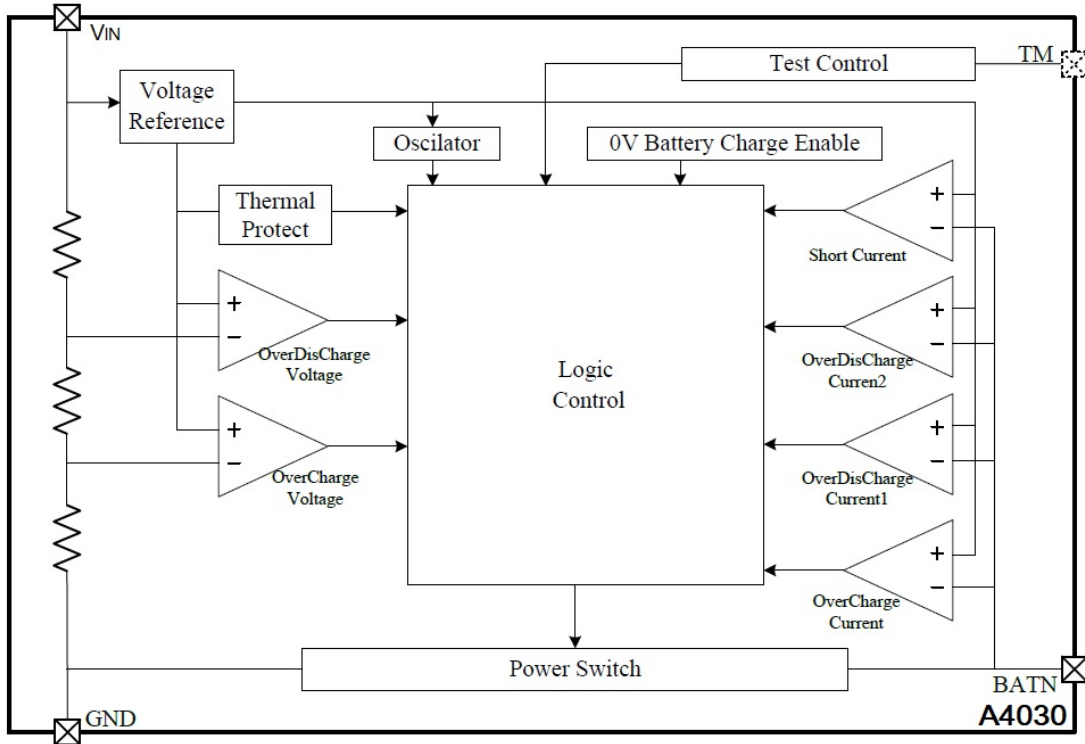 VIN
TM
Test Control
Voltage
Reference
Oscilator
0V Battery Charge Enable
Thermal
Protect
+
−
Short Current
+
−
OverDisCharge
Voltage
+
−
OverDisCharge
Curren2
Logic
Control
+
−
OverCharge
Voltage
+
−
OverDisCharge
Current1
+
−
OverCharge
Current
Power Switch
BATN
GND
A4030